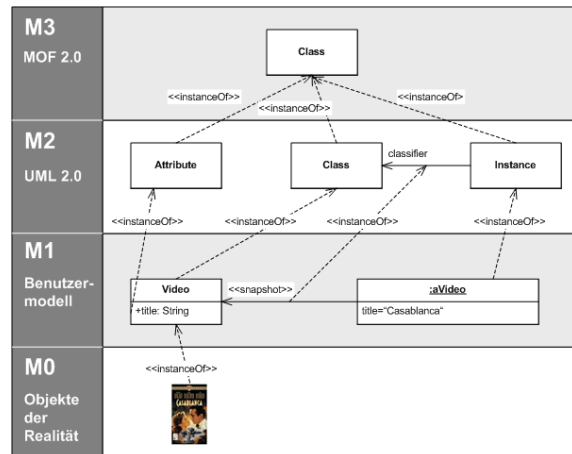 M3
MOF 2.0
Class
<<instanceOf>>
<<instanceOf>>
<<instanceOf>
M2
UML 2.0
Attribute
Class
classifier
Instance
<<instanceOf>>
<<instanceOf>>
<<instanceOf>>
<<instanceOf>>
M1
Benutzer-
modell
Video
+title: String
<<snapshot>>
:aVideo
title="Casablanca"
M0
Objekte
der
Realität
<<instanceOf>>
CASABLANCA